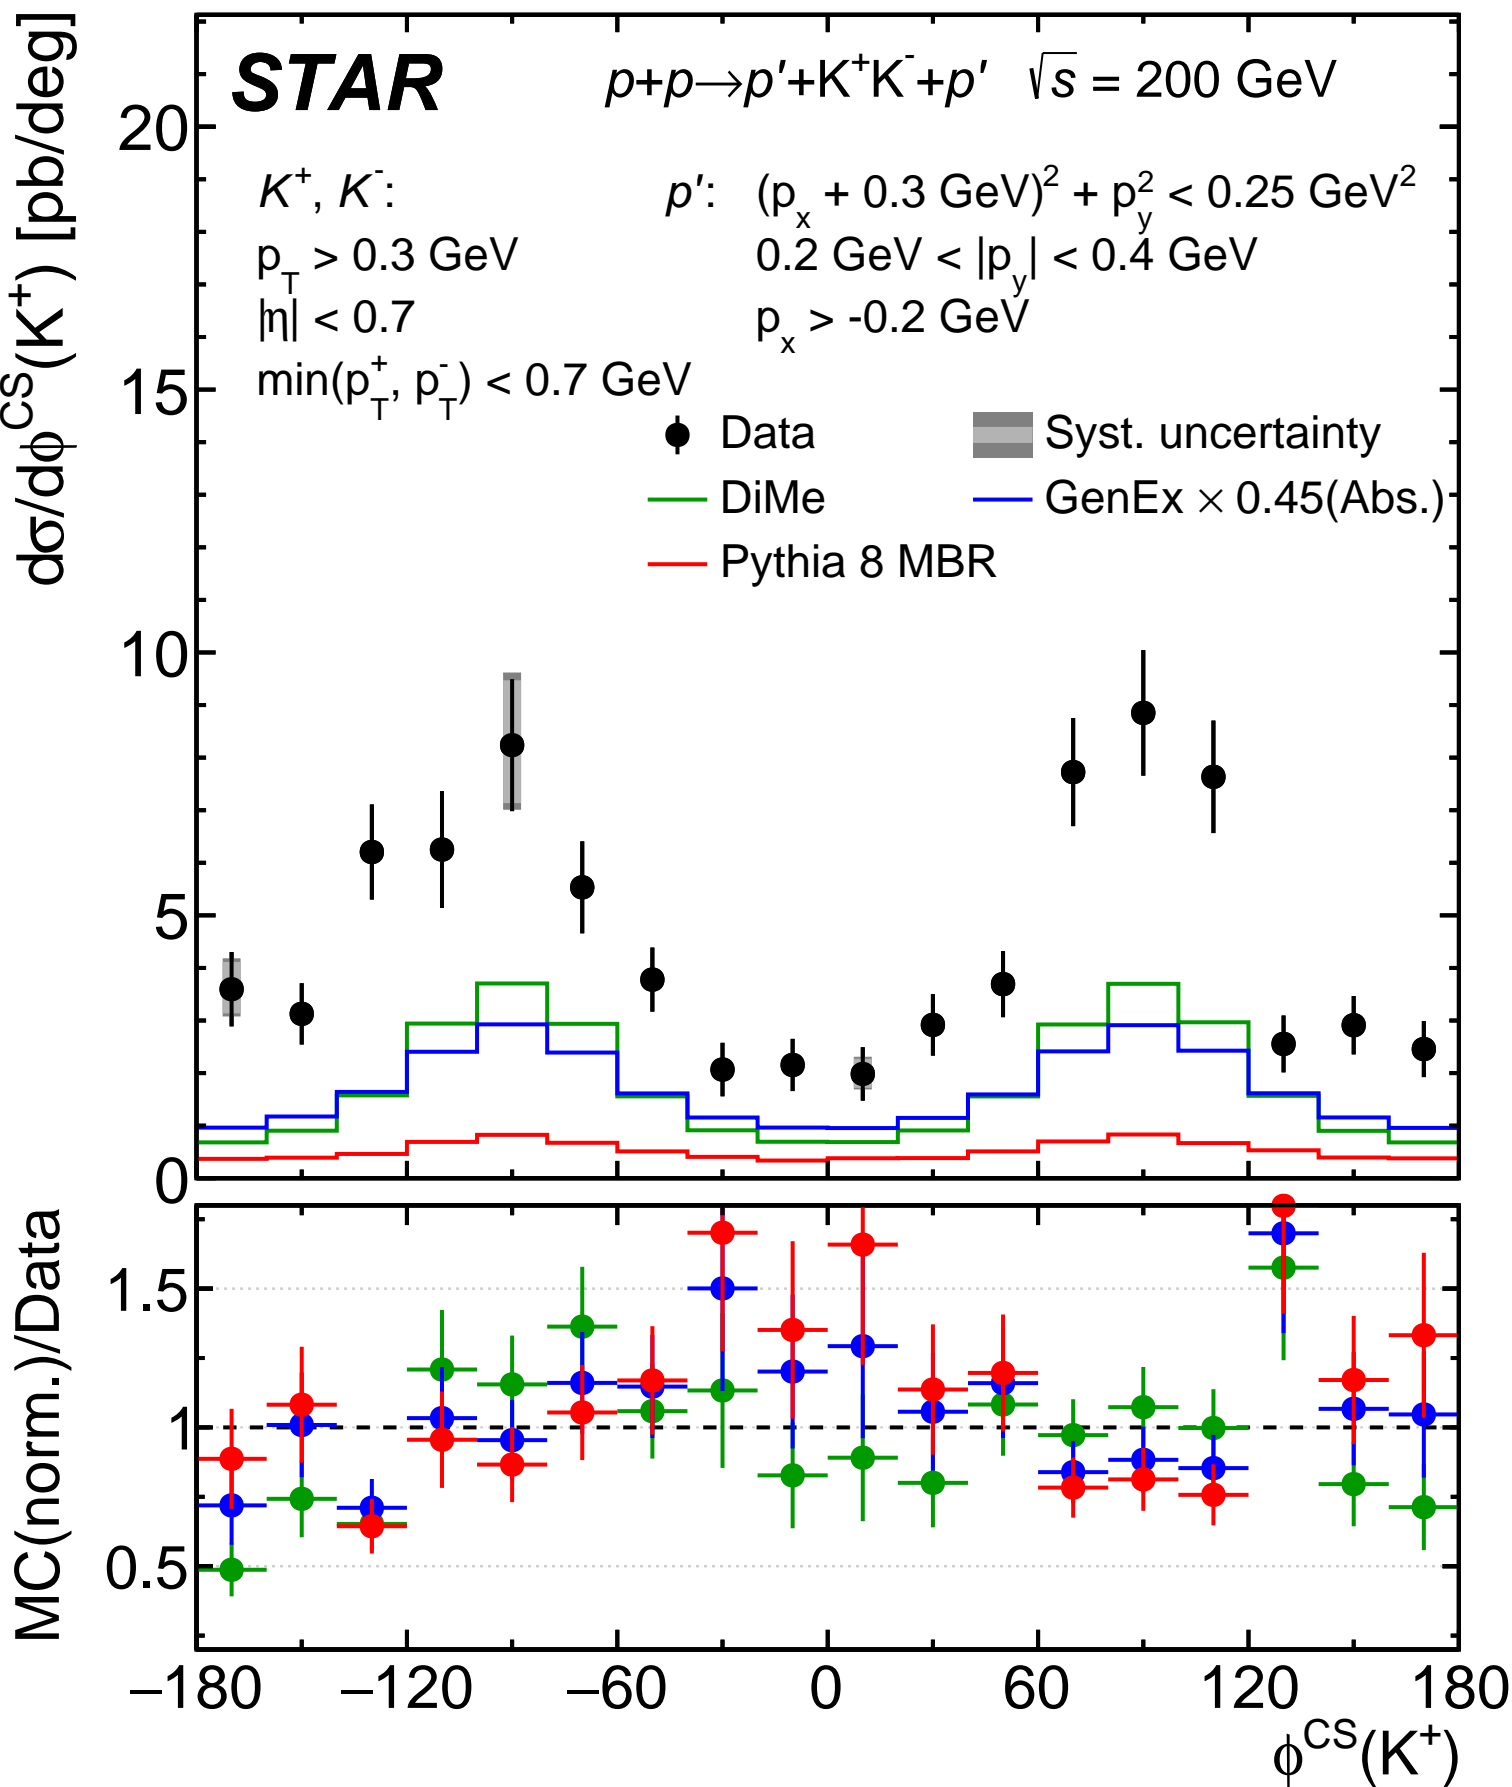 STAR p+p→p′+K⁺K⁻+p′ √s = 200 GeV
K⁺, K⁻: p′: (pₓ + 0.3 GeV)² + p_y² < 0.25 GeV²
p_T > 0.3 GeV 0.2 GeV < |p_y| < 0.4 GeV
|η| < 0.7 pₓ > -0.2 GeV
min(p_T⁺, p_T⁻) < 0.7 GeV
Data Syst. uncertainty
DiMe GenEx × 0.45(Abs.)
Pythia 8 MBR
dσ/dϕ^CS(K⁺) [pb/deg]
20
15
10
5
0
MC(norm.)/Data
1.5
1
0.5
−180 −120 −60 0 60 120 180
ϕ^CS(K⁺)